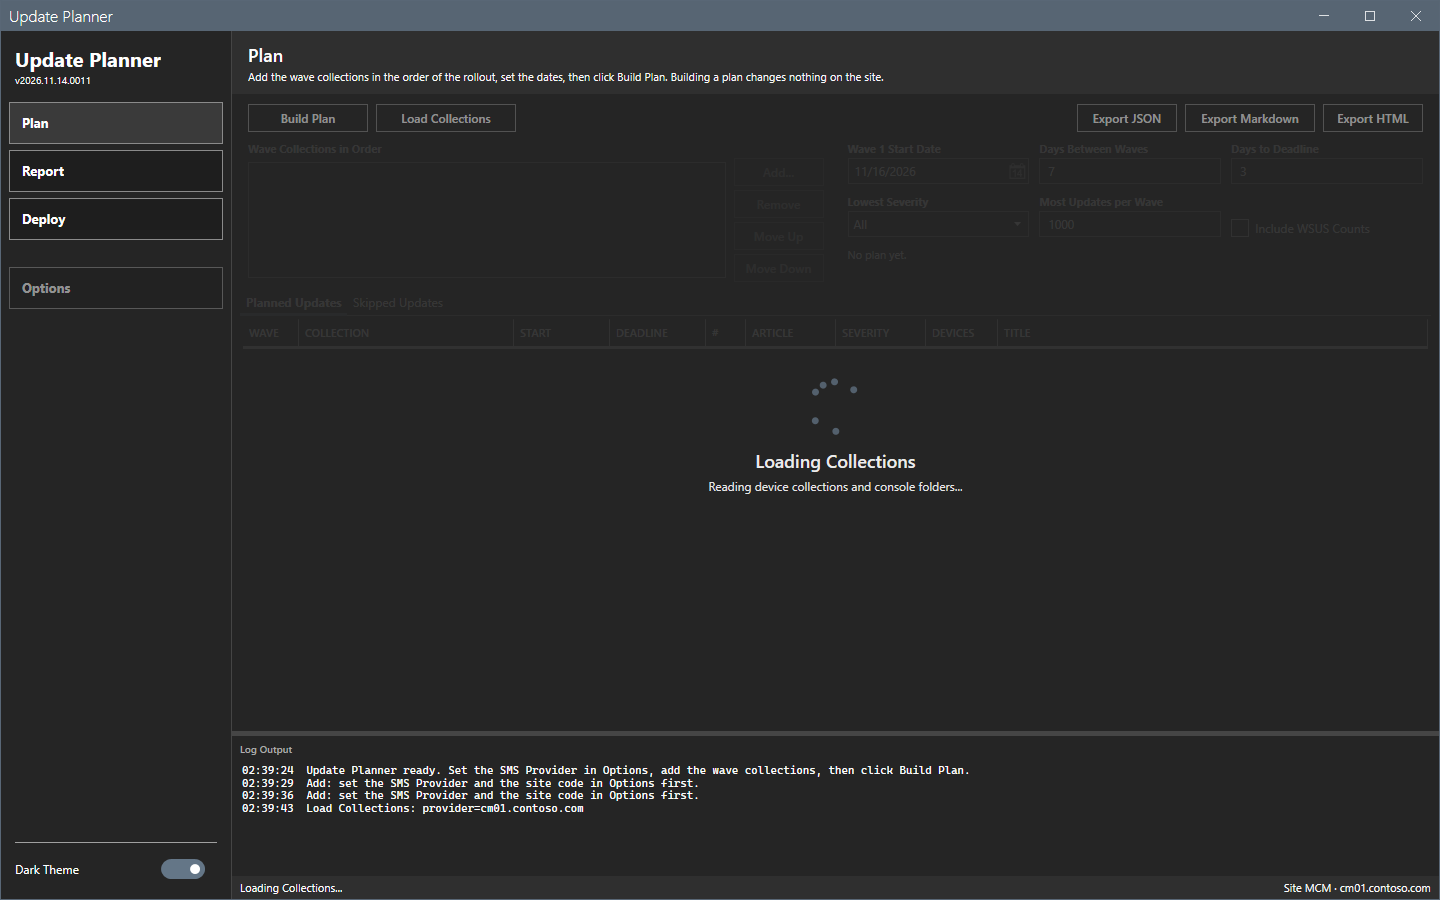 Update Planner
Update Planner
v2026.11.14.0011
Plan
Report
Deploy
Options
Dark Theme
Plan
Add the wave collections in the order of the rollout, set the dates, then click Build Plan. Building a plan changes nothing on the site.
Build Plan
Load Collections
Export JSON
Export Markdown
Export HTML
Wave Collections in Order
Add...
Remove
Move Up
Move Down
Wave 1 Start Date
Days Between Waves
Days to Deadline
11/16/2026
7
3
Lowest Severity
Most Updates per Wave
All
1000
Include WSUS Counts
No plan yet.
Planned Updates
Skipped Updates
WAVE COLLECTION START DEADLINE # ARTICLE SEVERITY DEVICES TITLE
Loading Collections
Reading device collections and console folders...
Log Output
02:39:24 Update Planner ready. Set the SMS Provider in Options, add the wave collections, then click Build Plan.
02:39:29 Add: set the SMS Provider and the site code in Options first.
02:39:36 Add: set the SMS Provider and the site code in Options first.
02:39:43 Load Collections: provider=cm01.contoso.com
Loading Collections...
Site MCM · cm01.contoso.com